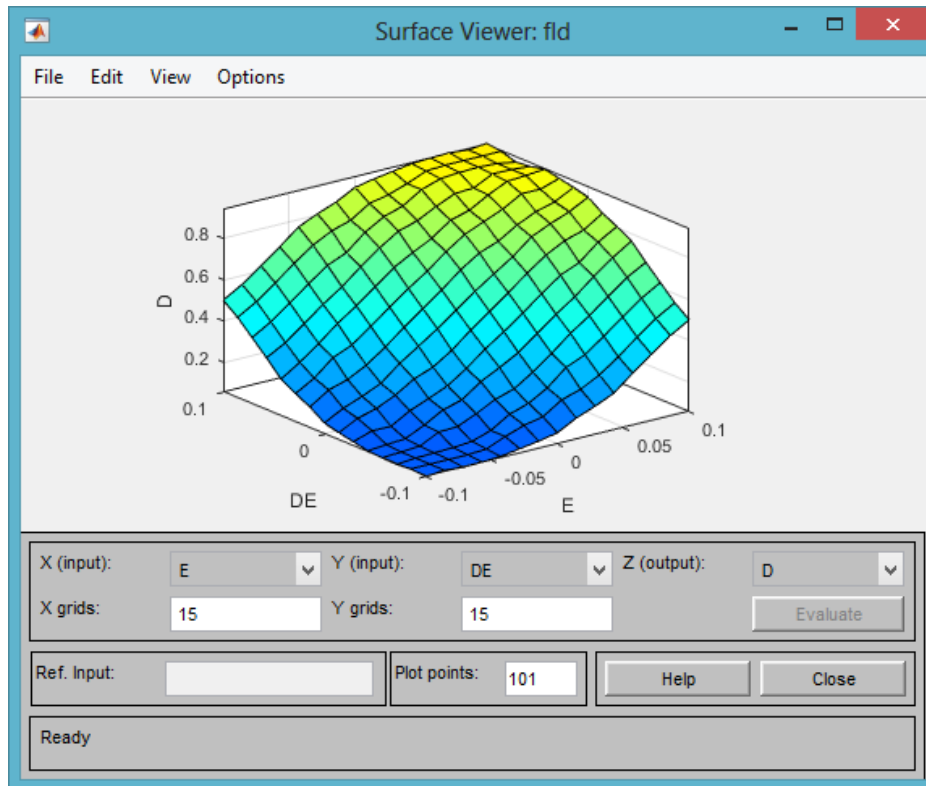 Surface Viewer: fld
File Edit View Options
0.8
0.6
0.4
0.2
D
0.1
0
-0.1
DE
-0.1
-0.05
0
0.05
0.1
E
X (input): E Y (input): DE Z (output): D
X grids: 15 Y grids: 15 Evaluate
Ref. Input: Plot points: 101 Help Close
Ready